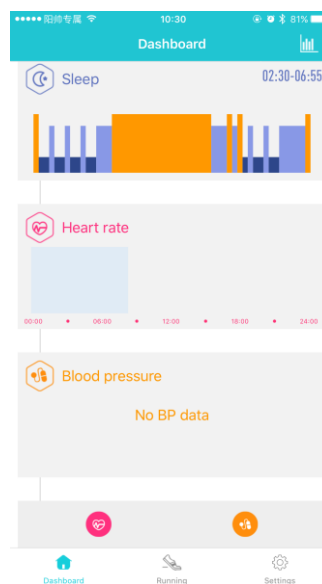 阳帅专属 10:30 81%
Dashboard
Sleep 02:30-06:55
Heart rate
00:00 06:00 12:00 18:00 24:00
Blood pressure
No BP data
Dashboard Running Settings